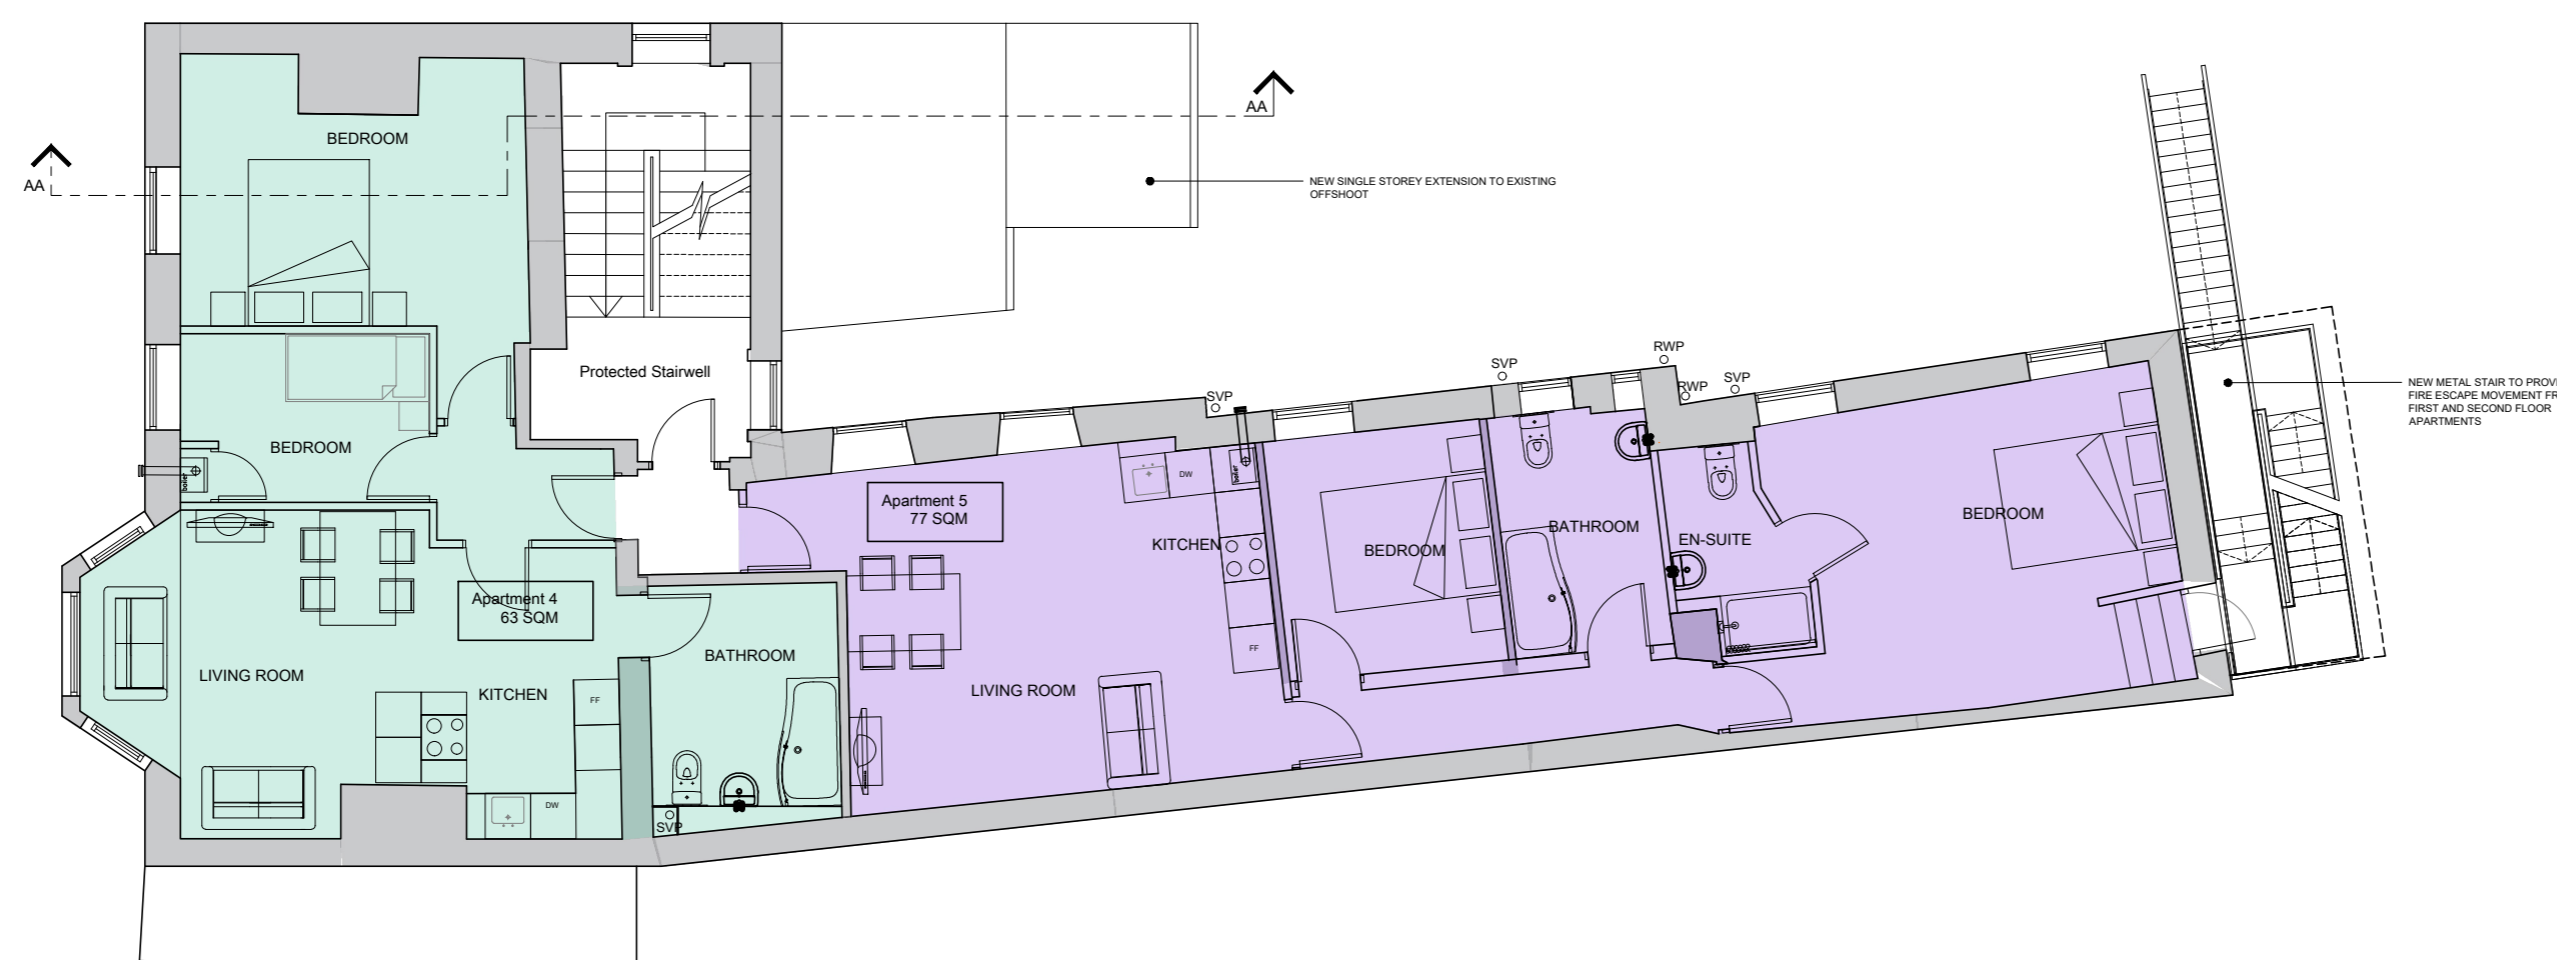 AA
AA
NEW SINGLE STOREY EXTENSION TO EXISTING
OFFSHOOT
BEDROOM
Protected Stairwell
BEDROOM
boiler
SVP
SVP
RWP
RWP
SVP
NEW METAL STAIR TO
FIRE ESCAPE MOVEMENT
FIRST AND SECOND FLOOR
APARTMENTS
Apartment 5
77 SQM
DW
boiler
KITCHEN
FF
LIVING ROOM
BEDROOM
BATHROOM
EN-SUITE
BEDROOM
Apartment 4
63 SQM
LIVING ROOM
KITCHEN
FF
DW
BATHROOM
SVP